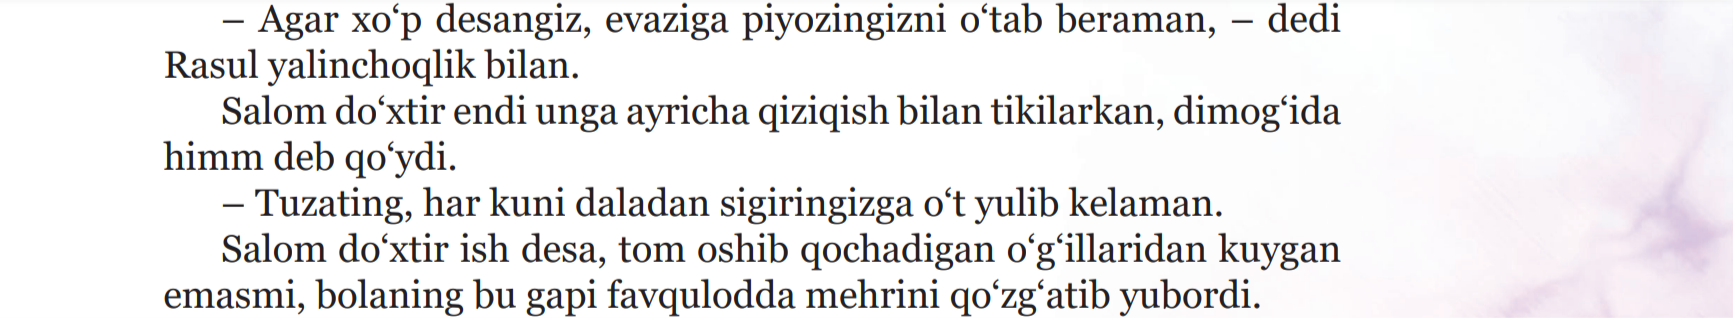 – Agar xo‘p desangiz, evaziga piyozingizni o‘tab beraman, – dedi
Rasul yalinchoqlik bilan.
Salom do‘xtir endi unga ayricha qiziqish bilan tikilarkan, dimog‘ida
himm deb qo‘ydi.
– Tuzating, har kuni daladan sigiringizga o‘t yulib kelaman.
Salom do‘xtir ish desa, tom oshib qochadigan o‘g‘illaridan kuygan
emasmi, bolaning bu gapi favqulodda mehrini qo‘zg‘atib yubordi.